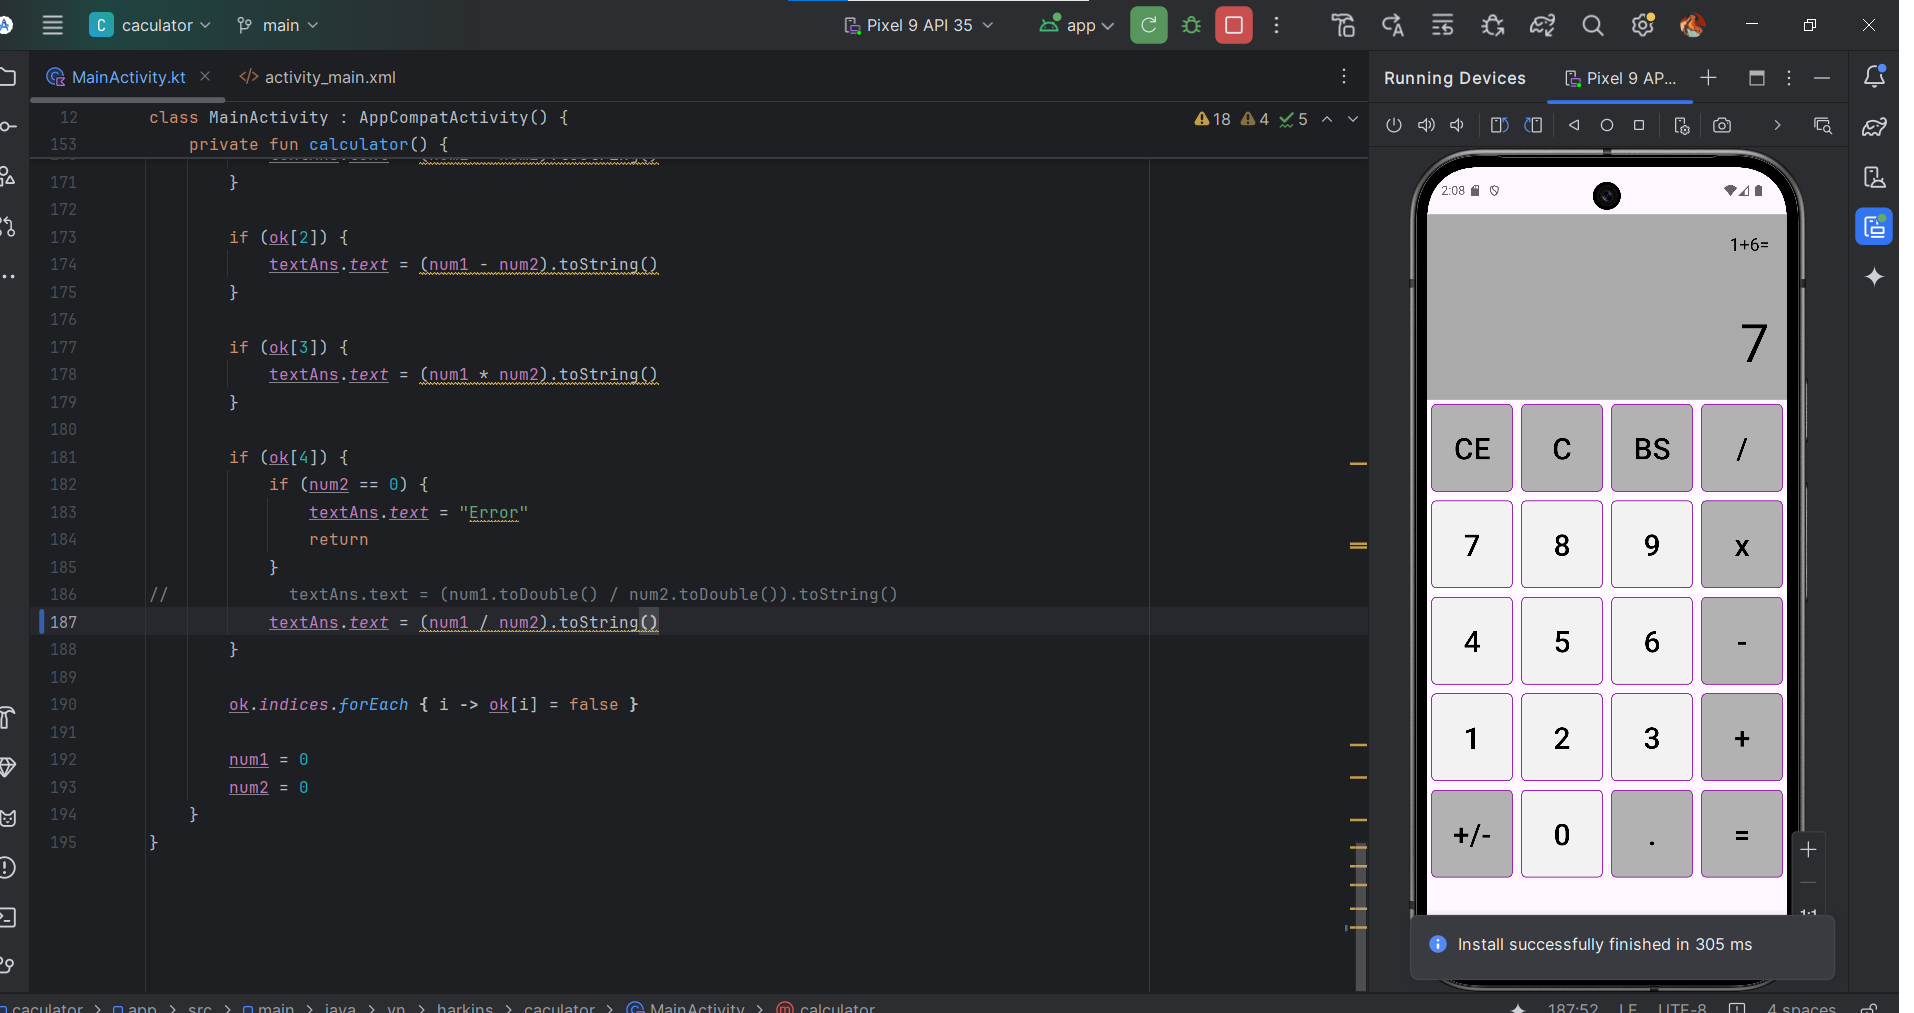 C caculator main Pixel 9 API 35 app
MainActivity.kt activity_main.xml
12 class MainActivity : AppCompatActivity() { 18 4 5
153 private fun calculator() {
171 }
172
173 if (ok[2]) {
174 textAns.text = (num1 - num2).toString()
175 }
176
177 if (ok[3]) {
178 textAns.text = (num1 * num2).toString()
179 }
180
181 if (ok[4]) {
182 if (num2 == 0) {
183 textAns.text = "Error"
184 return
185 }
186 // textAns.text = (num1.toDouble() / num2.toDouble()).toString()
187 textAns.text = (num1 / num2).toString()
188 }
189
190 ok.indices.forEach { i -> ok[i] = false }
191
192 num1 = 0
193 num2 = 0
194 }
195 }
Running Devices Pixel 9 AP...
2:08
1+6=
7
CE C BS /
7 8 9 x
4 5 6 -
1 2 3 +
+/- 0 . =
Install successfully finished in 305 ms
caculator > app > src > main > java > vn > harkins > caculator > MainActivity > calculator 187:52 LF UTF-8 4 spaces